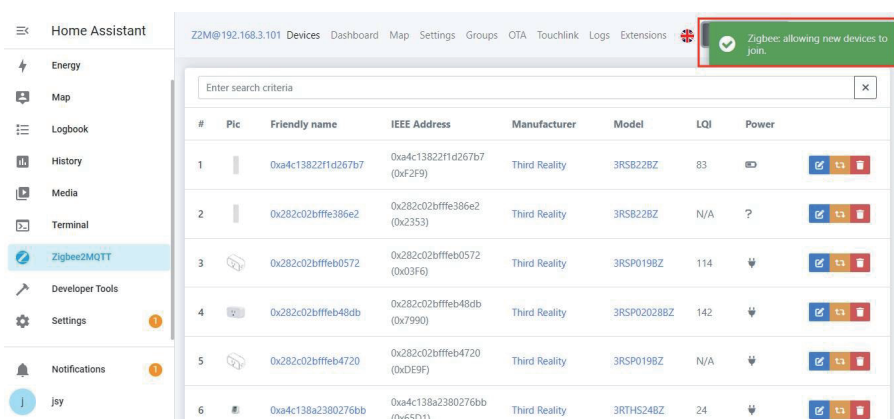 Home Assistant
Energy
Map
Logbook
History
Media
Terminal
Zigbee2MQTT
Developer Tools
Settings 1
Notifications 1
j jsy
Z2M@192.168.3.101 Devices Dashboard Map Settings Groups OTA Touchlink Logs Extensions
Zigbee: allowing new devices to
join.
Enter search criteria
# Pic Friendly name IEEE Address Manufacturer Model LQI Power
1 0xa4c13822f1d267b7 0xa4c13822f1d267b7 Third Reality 3RSB22BZ 83
(0xF2F9)
2 0x282c02bfffe386e2 0x282c02bfffe386e2 Third Reality 3RSB22BZ N/A ?
(0x2353)
3 0x282c02bfffeb0572 0x282c02bfffeb0572 Third Reality 3RSP019BZ 114
(0x03F6)
4 0x282c02bfffeb48db 0x282c02bfffeb48db Third Reality 3RSP02028BZ 142
(0x7990)
5 0x282c02bfffeb4720 0x282c02bfffeb4720 Third Reality 3RSP019BZ N/A
(0xDE9F)
6 0xa4c138a2380276bb 0xa4c138a2380276bb Third Reality 3RTHS24BZ 24
(0x65D1)